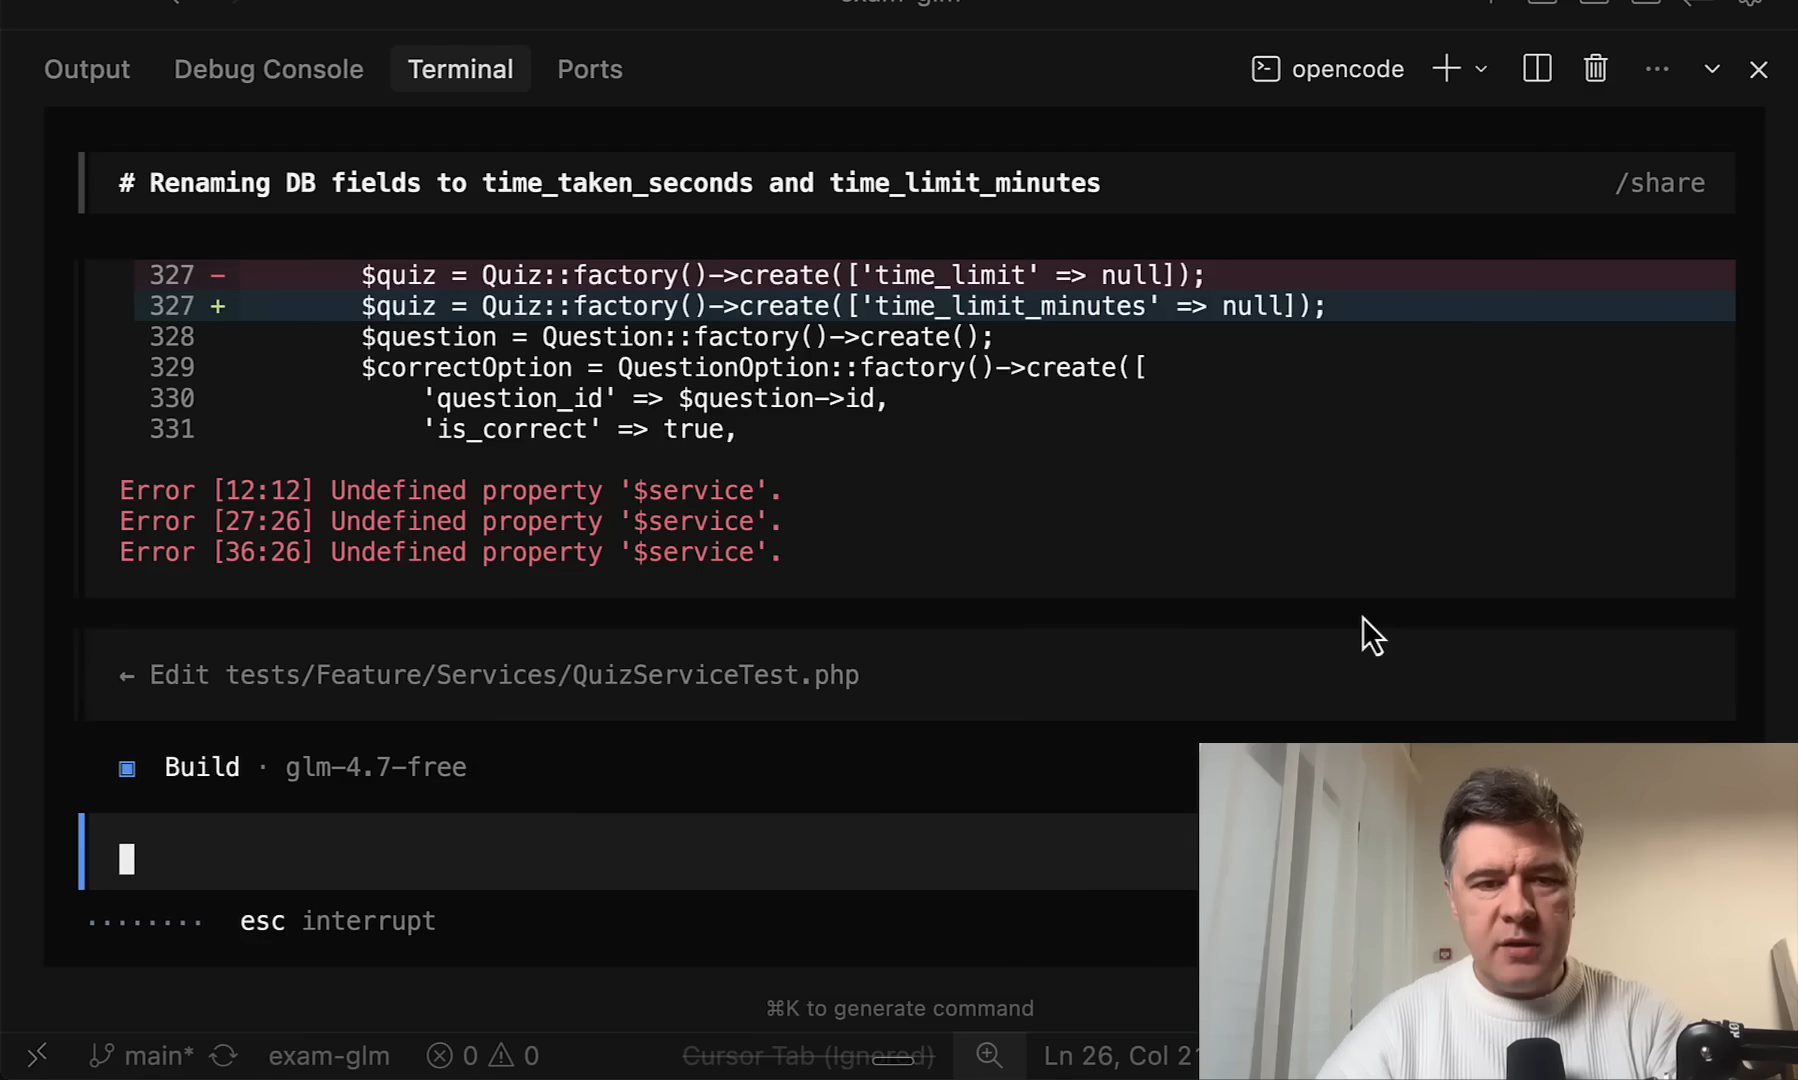 Output Debug Console Terminal Ports opencode
# Renaming DB fields to time_taken_seconds and time_limit_minutes /share
327 - $quiz = Quiz::factory()->create(['time_limit' => null]);
327 + $quiz = Quiz::factory()->create(['time_limit_minutes' => null]);
328 $question = Question::factory()->create();
329 $correctOption = QuestionOption::factory()->create([
330 'question_id' => $question->id,
331 'is_correct' => true,
Error [12:12] Undefined property '$service'.
Error [27:26] Undefined property '$service'.
Error [36:26] Undefined property '$service'.
← Edit tests/Feature/Services/QuizServiceTest.php
Build · glm-4.7-free
esc interrupt
⌘K to generate command
main* exam-glm 0 0 Cursor Tab (Ignored) Ln 26, Col